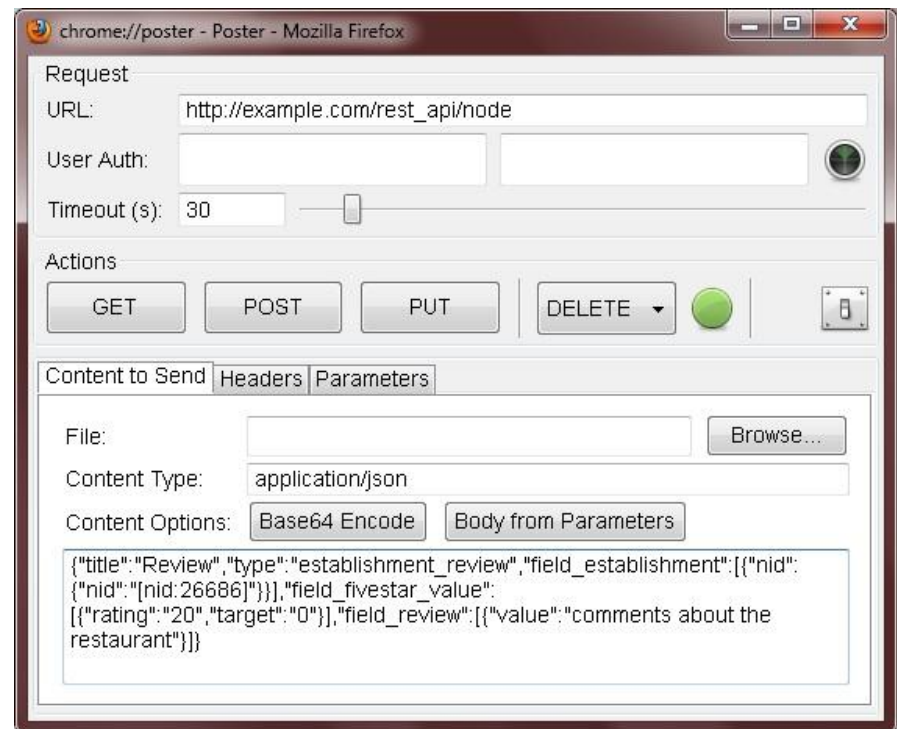 chrome://poster - Poster - Mozilla Firefox
Request
URL: http://example.com/rest_api/node
User Auth:
Timeout (s): 30
Actions
GET POST PUT DELETE
Content to Send Headers Parameters
File: Browse...
Content Type: application/json
Content Options: Base64 Encode Body from Parameters
{"title":"Review","type":"establishment_review","field_establishment":[{"nid":
{"nid":"[nid:26686]"}}],"field_fivestar_value":
[{"rating":"20","target":"0"}],"field_review":[{"value":"comments about the
restaurant"}]}